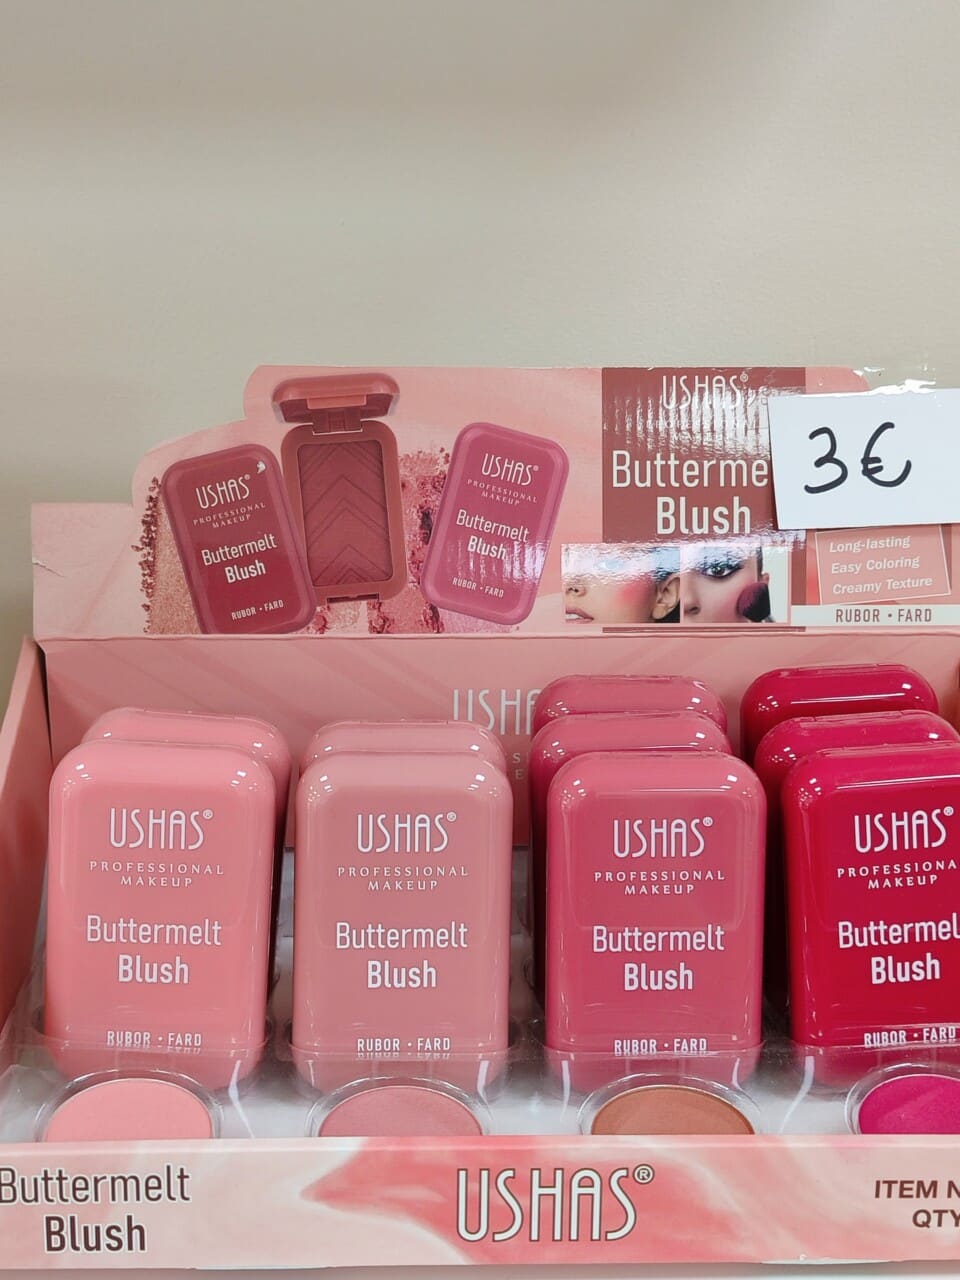 USHAS®
Butterme
Blush
3€
USHAS®
PROFESSIONAL
MAKEUP
Buttermelt
Blush
RUBOR • FARD
USHAS®
PROFESSIONAL
MAKEUP
Buttermelt
Blush
RUBOR • FARD
Long-lasting
Easy Coloring
Creamy Texture
RUBOR • FARD
USHAS®
PROFESSIONAL
MAKEUP
Buttermelt
Blush
RUBOR • FARD
USHAS®
PROFESSIONAL
MAKEUP
Buttermelt
Blush
RUBOR • FARD
USHAS®
PROFESSIONAL
MAKEUP
Buttermelt
Blush
RUBOR • FARD
USHAS®
PROFESSIONA
MAKEUP
Buttermel
Blush
RUBOR • FARD
Buttermelt
Blush
USHAS®
ITEM N
QTY